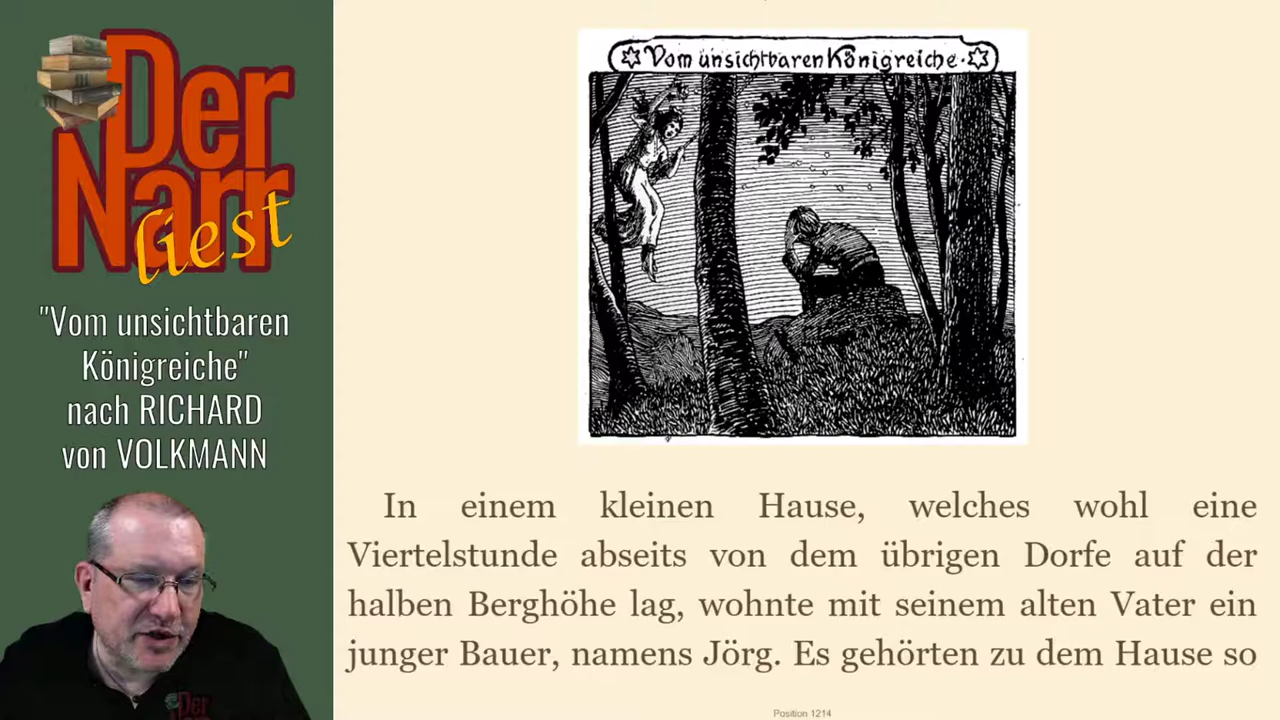 Der
Narr
liest
"Vom unsichtbaren
Königreiche"
nach RICHARD
von VOLKMANN
Der
Vom unsichtbaren Königreiche.
In einem kleinen Hause, welches wohl eine
Viertelstunde abseits von dem übrigen Dorfe auf der
halben Berghöhe lag, wohnte mit seinem alten Vater ein
junger Bauer, namens Jörg. Es gehörten zu dem Hause so
Position 1214